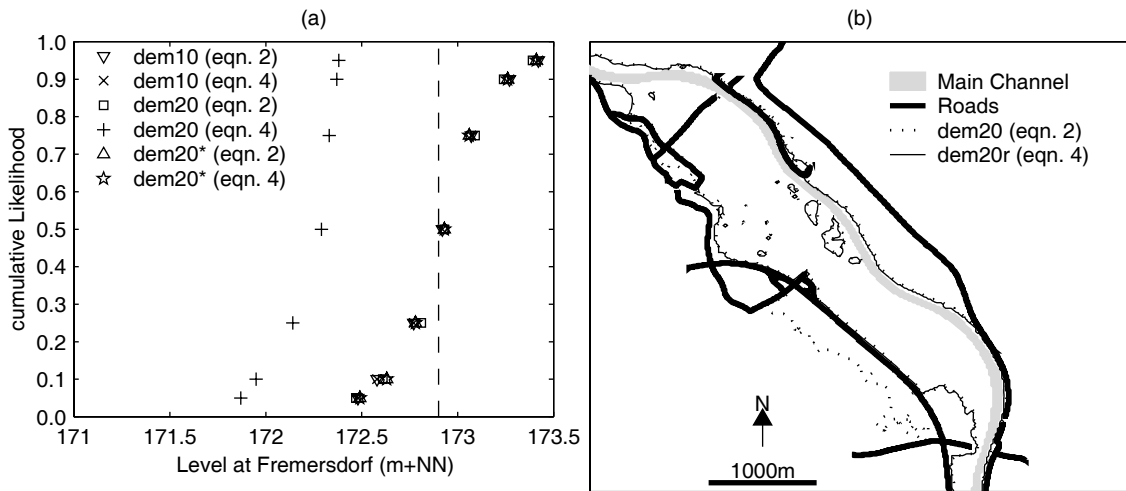 (a)
1.0
0.9
0.8
0.7
0.6
0.5
0.4
0.3
0.2
0.1
0.0
cumulative Likelihood
dem10 (eqn. 2)
dem10 (eqn. 4)
dem20 (eqn. 2)
dem20 (eqn. 4)
dem20* (eqn. 2)
dem20* (eqn. 4)
171 171.5 172 172.5 173 173.5
Level at Fremersdorf (m+NN)
(b)
Main Channel
Roads
dem20 (eqn. 2)
dem20r (eqn. 4)
N
1000m